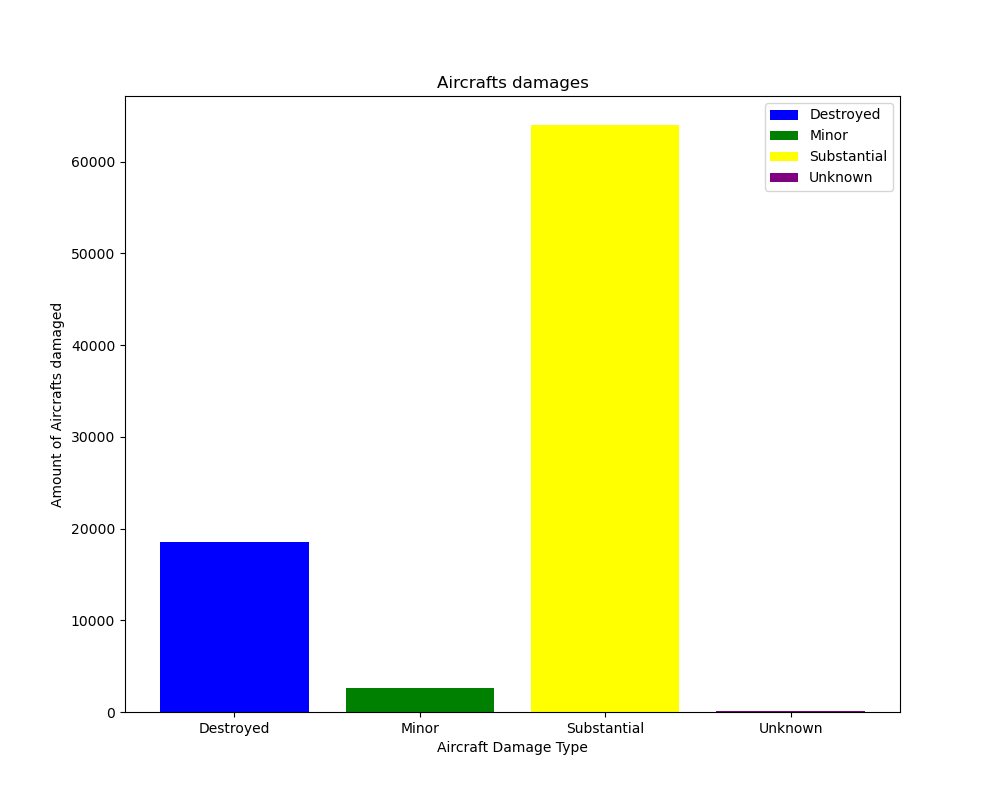 Aircrafts damages
Destroyed
Minor
Substantial
Unknown
60000
50000
40000
30000
20000
10000
0
Amount of Aircrafts damaged
Destroyed
Minor
Substantial
Unknown
Aircraft Damage Type